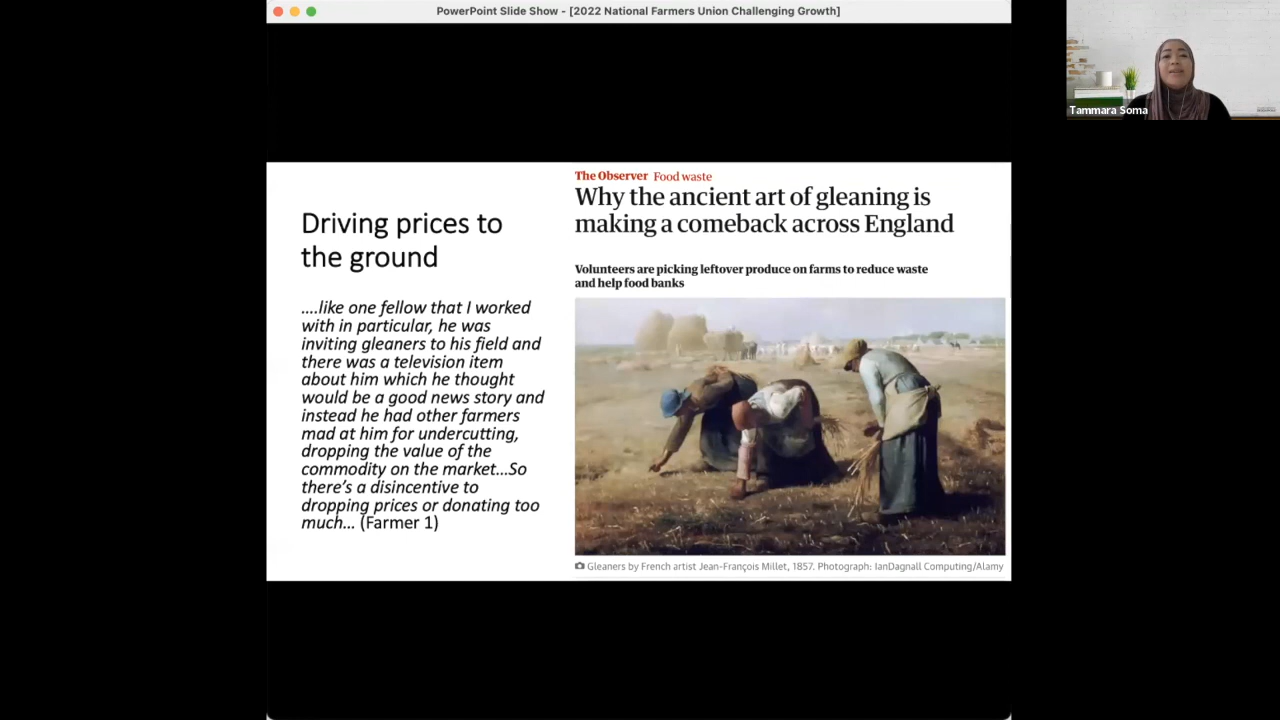 PowerPoint Slide Show - [2022 National Farmers Union Challenging Growth]
Tammara Soma
Driving prices to
the ground
....like one fellow that I worked
with in particular, he was
inviting gleaners to his field and
there was a television item
about him which he thought
would be a good news story and
instead he had other farmers
mad at him for undercutting,
dropping the value of the
commodity on the market...So
there's a disincentive to
dropping prices or donating too
much... (Farmer 1)
The Observer Food waste
Why the ancient art of gleaning is
making a comeback across England
Volunteers are picking leftover produce on farms to reduce waste
and help food banks
Gleaners by French artist Jean-François Millet, 1857. Photograph: IanDagnall Computing/Alamy